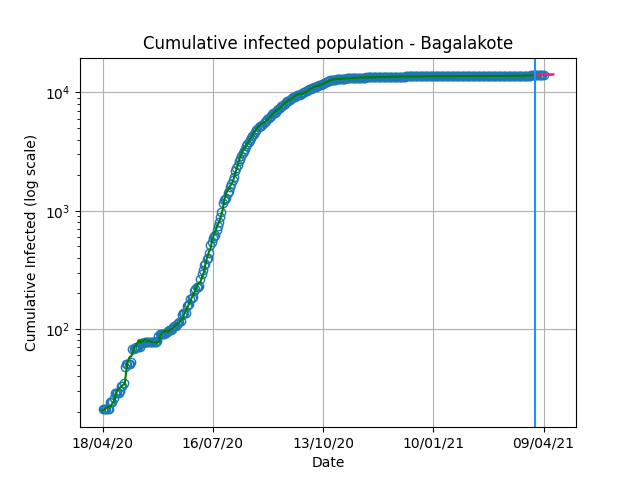 Cumulative infected population - Bagalakote
Cumulative Infected (log scale)
10^4
10^3
10^2
18/04/20 16/07/20 13/10/20 10/01/21 09/04/21
Date